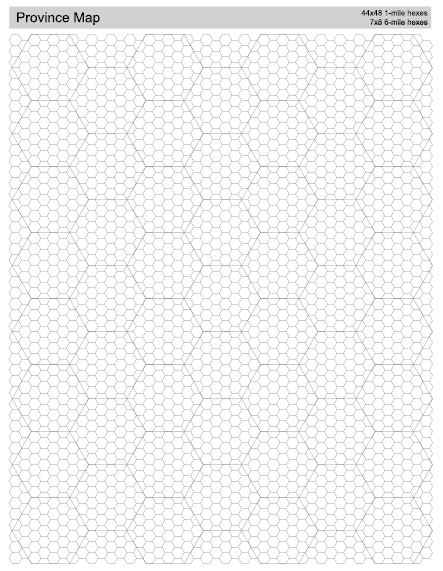 Province Map
44x48 1-mile hexes
7x8 6-mile hexes